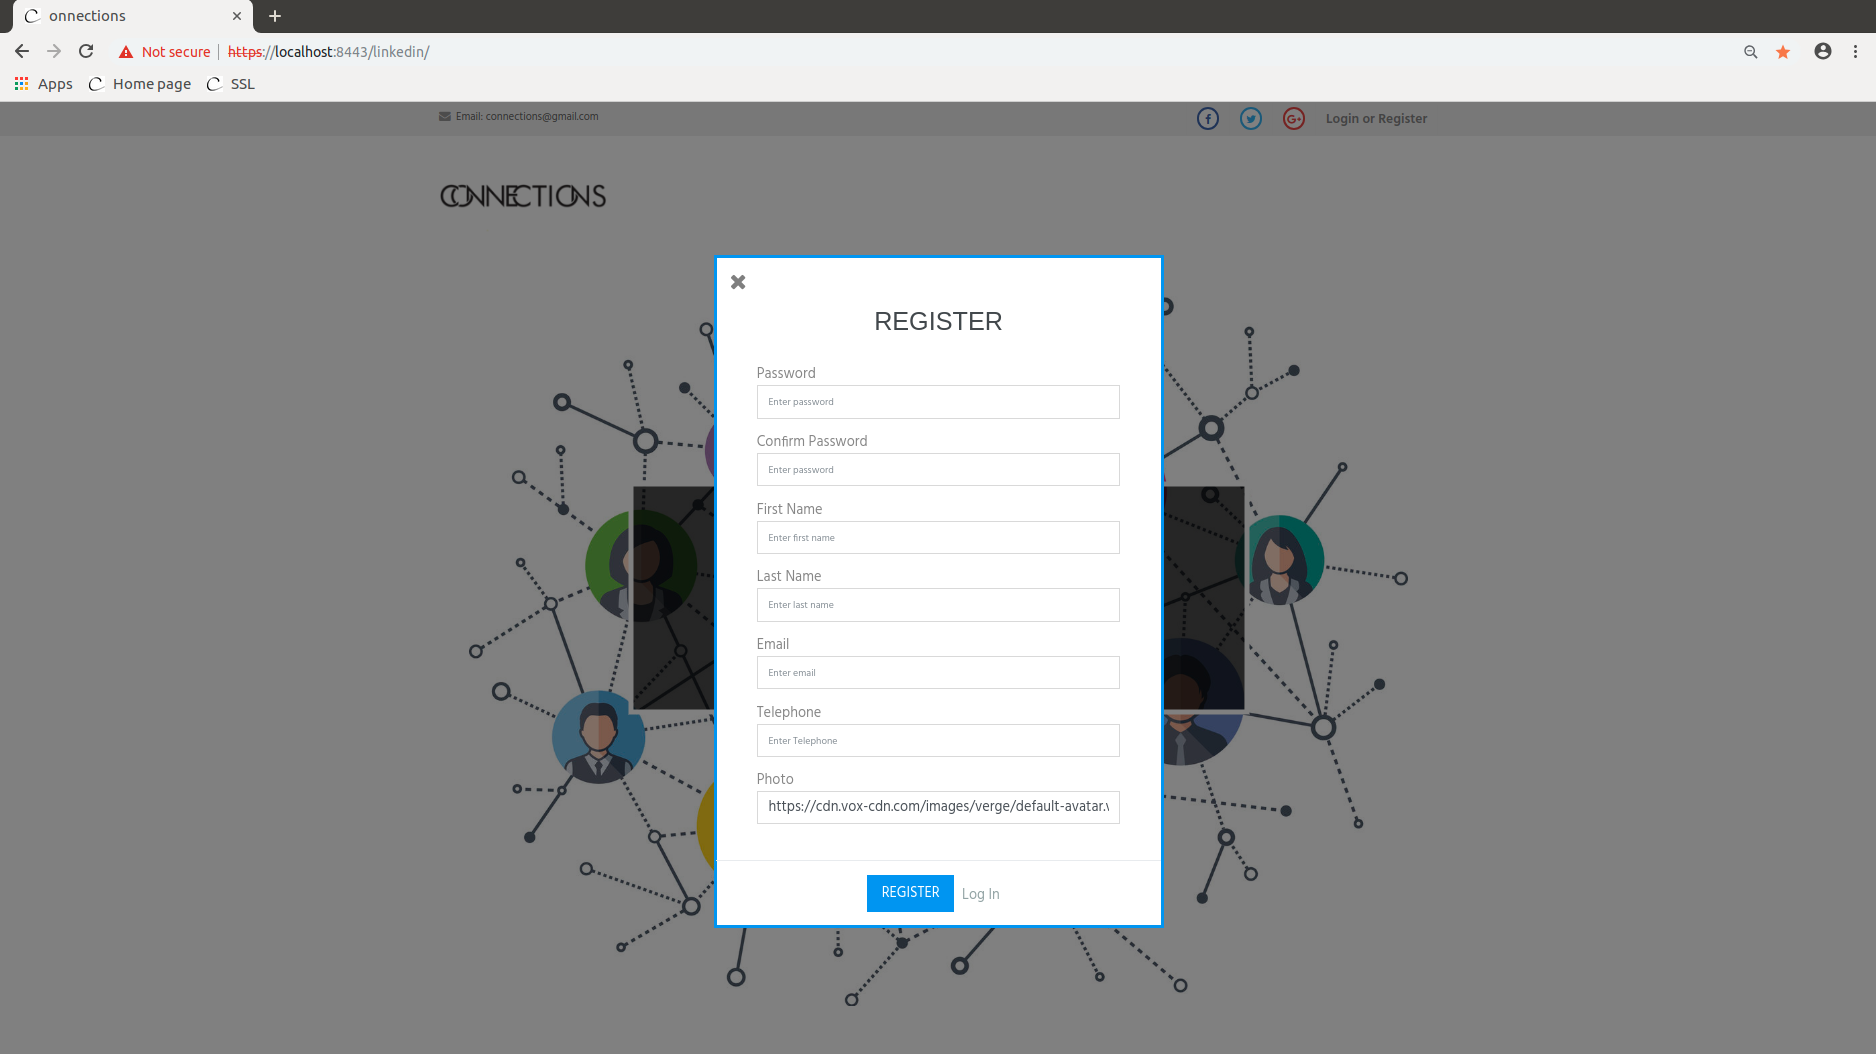 onnections
Not secure https://localhost:8443/linkedin/
Apps Home page SSL
Email: connections@gmail.com Login or Register
CONNECTIONS
REGISTER
Password
Enter password
Confirm Password
Enter password
First Name
Enter first name
Last Name
Enter last name
Email
Enter email
Telephone
Enter Telephone
Photo
https://cdn.vox-cdn.com/images/verge/default-avatar.
REGISTER Log In